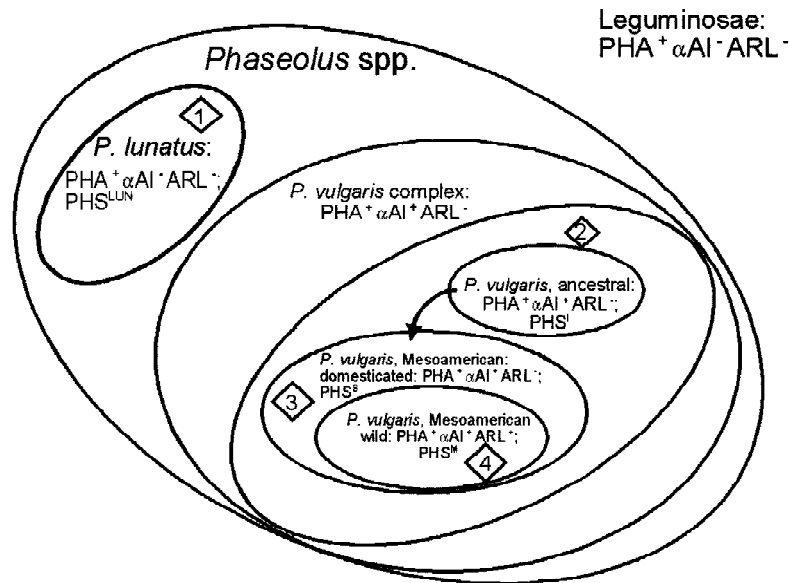 Leguminosae:
PHA⁺αAI⁻ARL⁻
Phaseolus spp.
1
P. lunatus:
PHA⁺αAI⁻ARL⁻;
PHS^LUN
P. vulgaris complex:
PHA⁺αAI⁺ARL⁻
2
P. vulgaris, ancestral:
PHA⁺αAI⁺ARL⁻;
PHS^I
P. vulgaris, Mesoamerican:
domesticated: PHA⁺αAI⁺ARL⁻;
PHS^S
3
P. vulgaris, Mesoamerican
wild: PHA⁺αAI⁺ARL⁺;
PHS^M
4